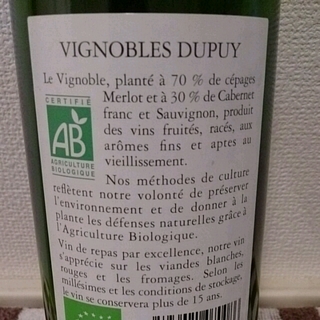 VIGNOBLES DUPUY
Le Vignoble, planté à 70 % de cépages
Merlot et à 30 % de Cabernet
franc et Sauvignon, produit
des vins fruités, racés, aux
arômes fins et aptes au
vieillissement.
CERTIFIÉ
AB
AGRICULTURE
BIOLOGIQUE
Nos méthodes de culture
reflètent notre volonté de préserver
l'environnement et de donner à la
plante les défenses naturelles grâce à
l'Agriculture Biologique.
Vin de repas par excellence, notre vin
s'apprécie sur les viandes blanches,
rouges et les fromages. Selon les
millésimes et les conditions de stockage,
le vin se conservera plus de 15 ans.